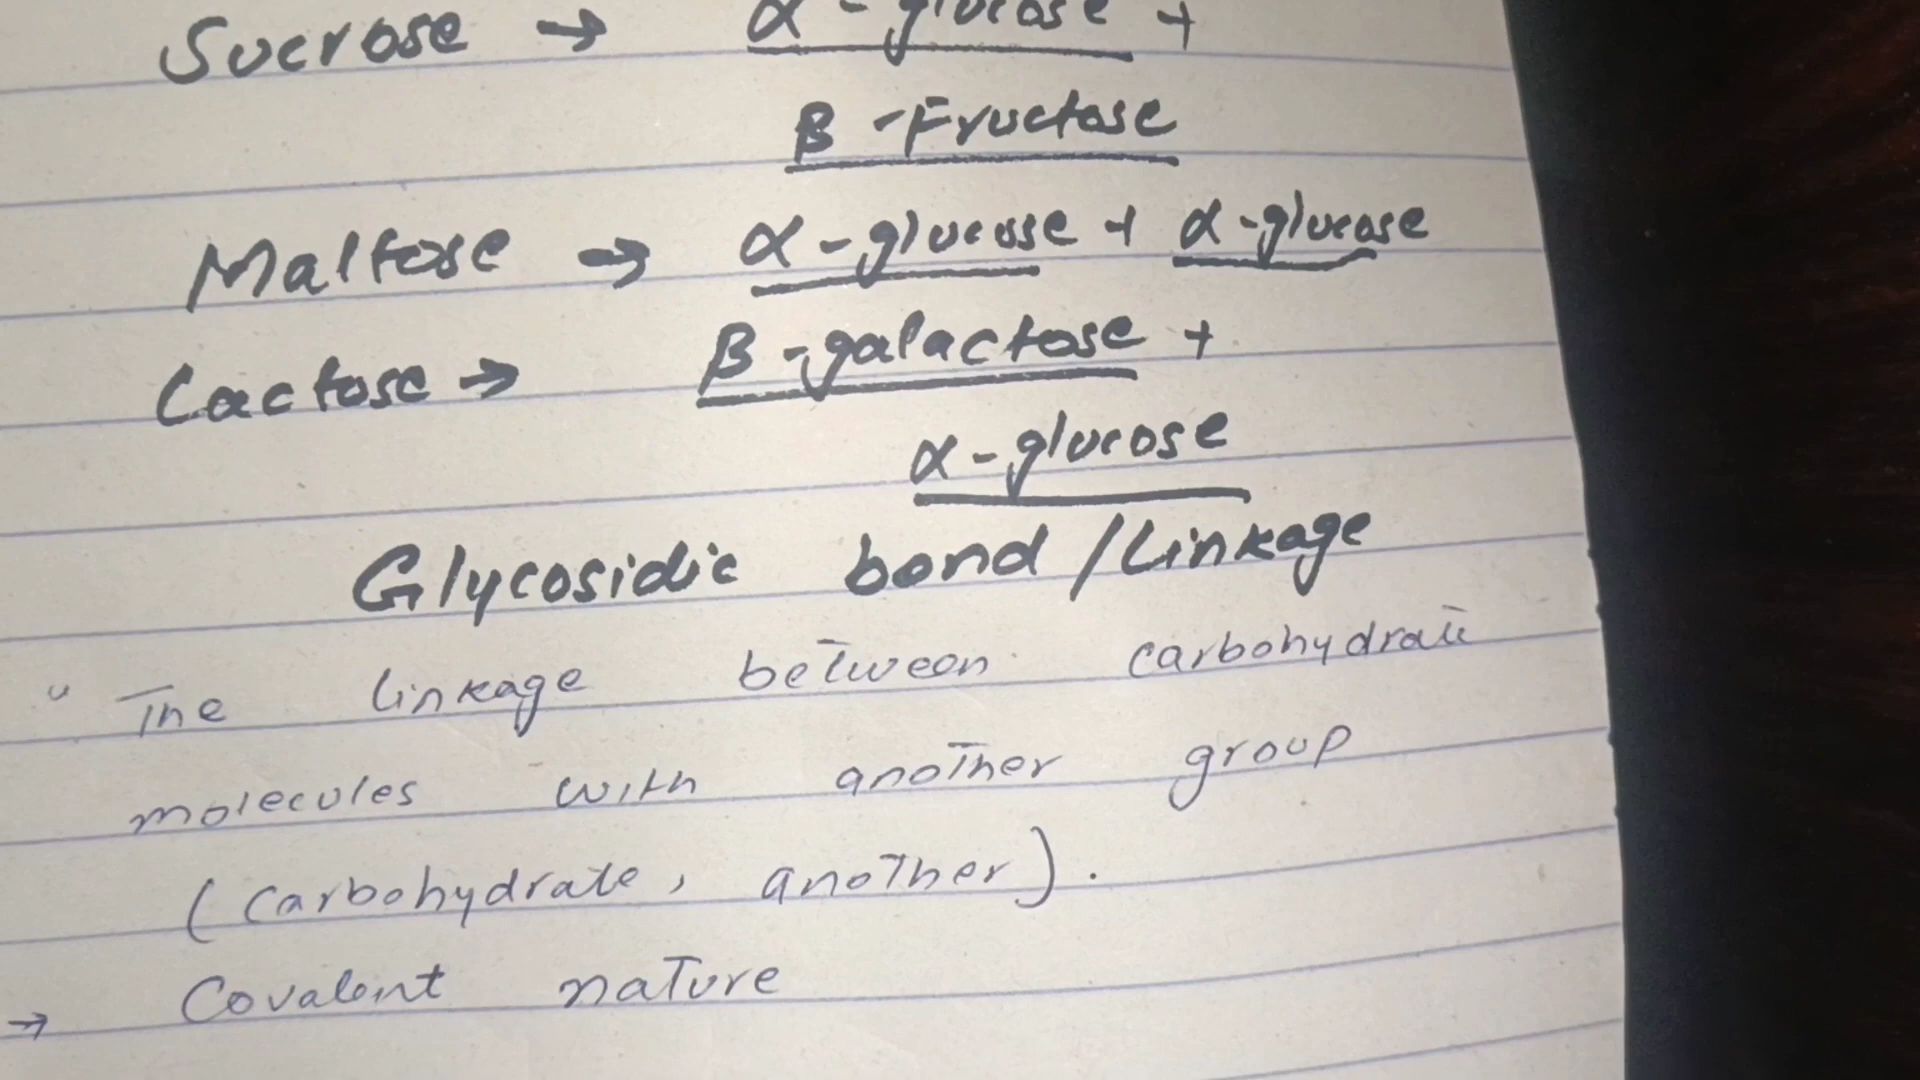 Sucrose → α - glucose +
β - Fructose
Maltose → α - glucose + α - glucose
Lactose → β - galactose +
α - glucose
Glycosidic bond / Linkage
" The linkage between carbohydrate
molecules with another group
(carbohydrate, another).
→ Covalent nature